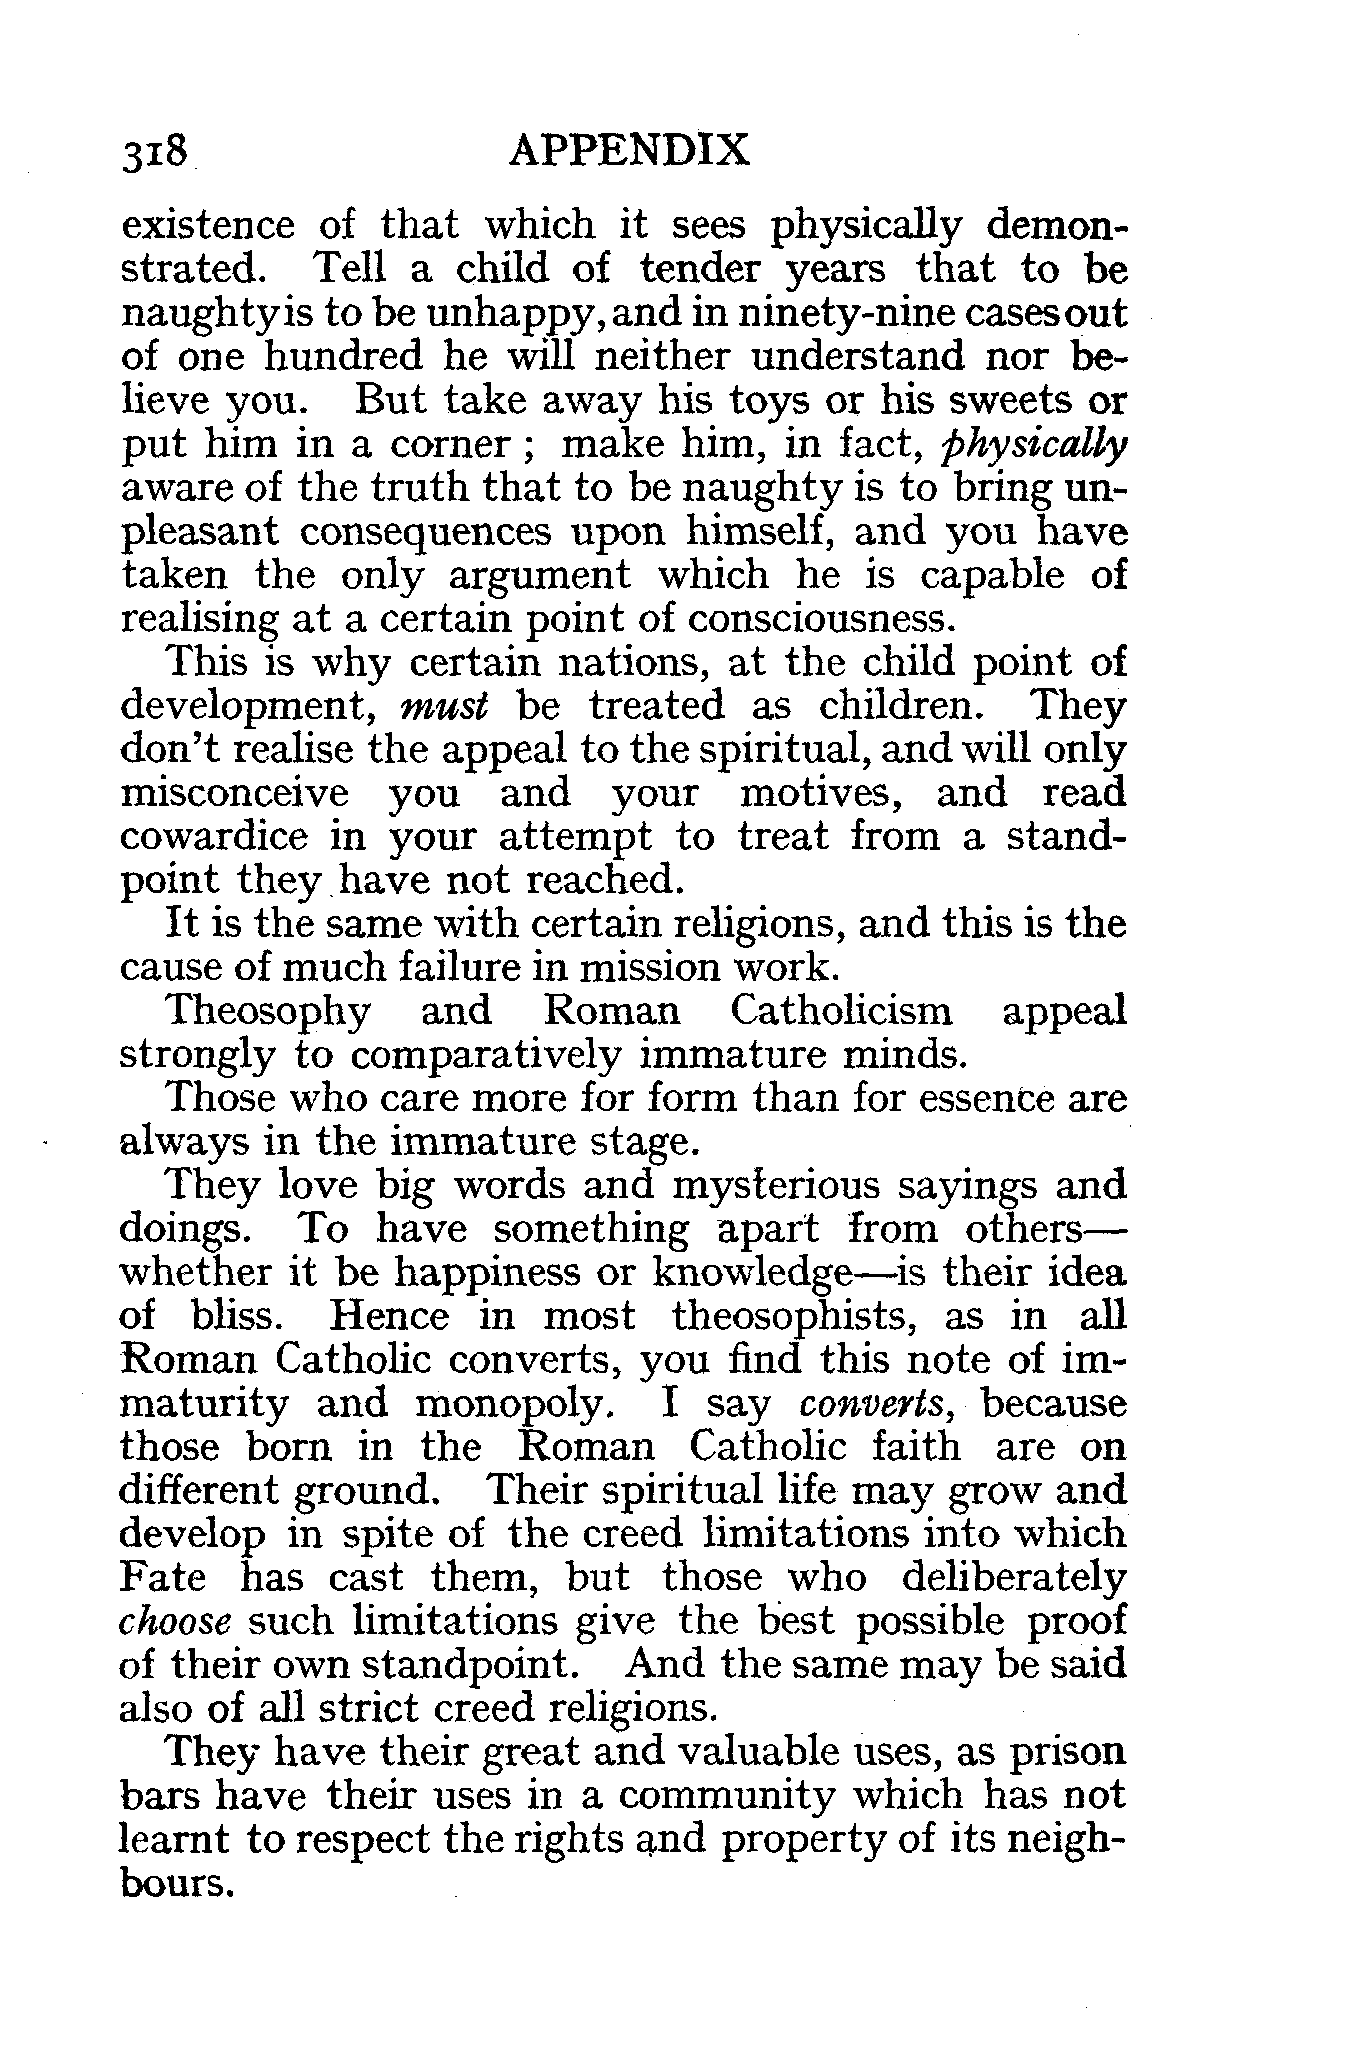 318 APPENDIX
existence of that which it sees physically demon-
strated. Tell a child of tender years that to be
naughty is to be unhappy, and in ninety-nine cases out
of one hundred he will neither understand nor be-
lieve you. But take away his toys or his sweets or
put him in a corner ; make him, in fact, physically
aware of the truth that to be naughty is to bring un-
pleasant consequences upon himself, and you have
taken the only argument which he is capable of
realising at a certain point of consciousness.
This is why certain nations, at the child point of
development, must be treated as children. They
don't realise the appeal to the spiritual, and will only
misconceive you and your motives, and read
cowardice in your attempt to treat from a stand-
point they have not reached.
It is the same with certain religions, and this is the
cause of much failure in mission work.
Theosophy and Roman Catholicism appeal
strongly to comparatively immature minds.
Those who care more for form than for essence are
always in the immature stage.
They love big words and mysterious sayings and
doings. To have something apart from others—
whether it be happiness or knowledge—is their idea
of bliss. Hence in most theosophists, as in all
Roman Catholic converts, you find this note of im-
maturity and monopoly. I say converts, because
those born in the Roman Catholic faith are on
different ground. Their spiritual life may grow and
develop in spite of the creed limitations into which
Fate has cast them, but those who deliberately
choose such limitations give the best possible proof
of their own standpoint. And the same may be said
also of all strict creed religions.
They have their great and valuable uses, as prison
bars have their uses in a community which has not
learnt to respect the rights and property of its neigh-
bours.